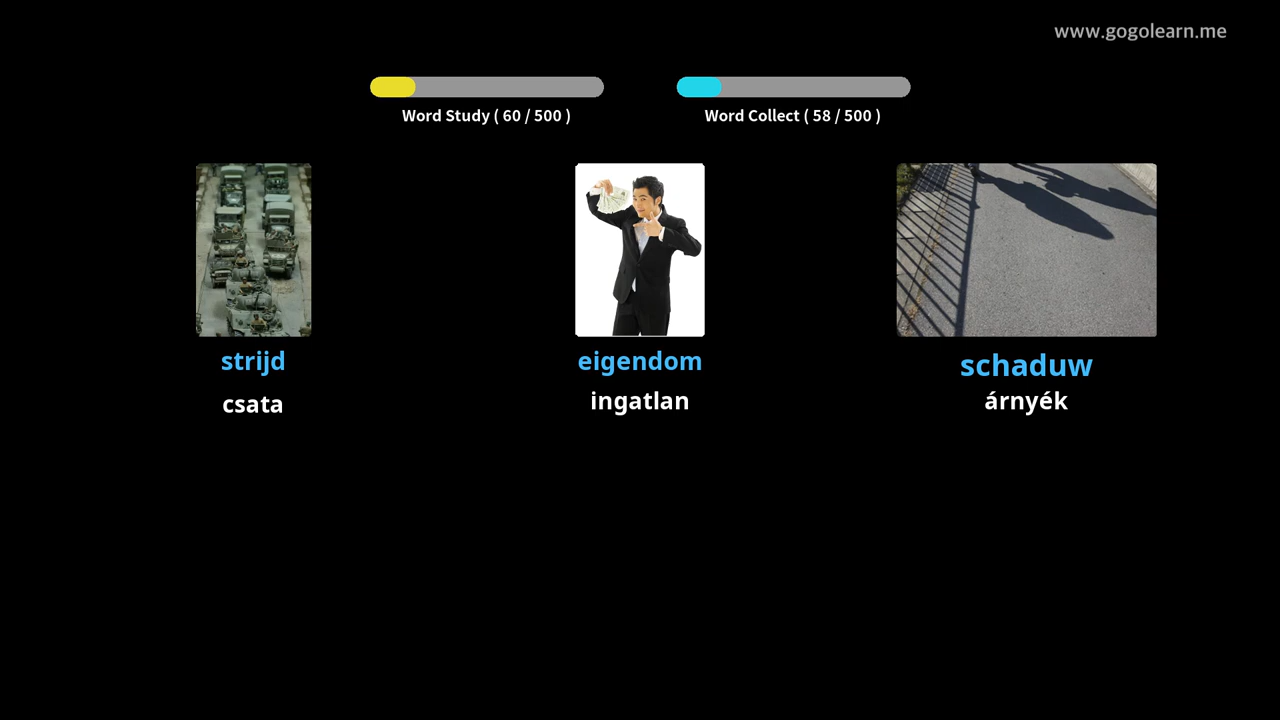 www.gogolearn.me
Word Study ( 60 / 500 )
Word Collect ( 58 / 500 )
strijd
csata
eigendom
ingatlan
schaduw
árnyék